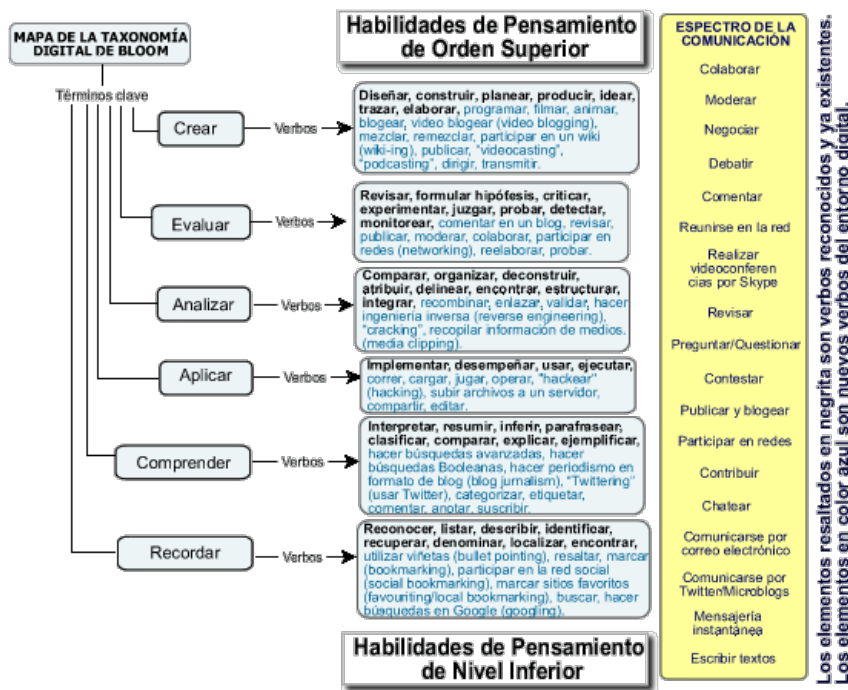 MAPA DE LA TAXONOMÍA
DIGITAL DE BLOOM
Términos clave
Habilidades de Pensamiento
de Orden Superior
Crear
Verbos
Diseñar, construir, planear, producir, idear,
trazar, elaborar, programar, filmar, animar,
blogear, video blogear (video blogging),
mezclar, remezclar, participar en un wiki
(wiki-ing), publicar, "videocasting",
"podcasting", dirigir, transmitir.
Evaluar
Verbos
Revisar, formular hipófesis, criticar,
experimentar, juzgar, probar, detectar,
monitorear, comentar en un blog, revisar,
publicar, moderar, colaborar, participar en
redes (networking), reelaborar, probar.
Analizar
Verbos
Comparar, organizar, deconstruir,
atribuir, delinear, encontrar, estructurar,
integrar, recombinar, enlazar, validar, hacer
ingeniería inversa (reverse engineering),
"cracking", recopilar información de medios.
(media clipping).
Aplicar
Verbos
Implementar, desempeñar, usar, ejecutar,
correr, cargar, jugar, operar, "hackear"
(hacking), subir archivos a un servidor,
compartir, editar.
Comprender
Verbos
Interpretar, resumir, inferir, parafrasear,
clasificar, comparar, explicar, ejemplificar,
hacer búsquedas avanzadas, hacer
búsquedas Booleanas, hacer periodismo en
formato de blog (blog jurnalism), "Twittering"
(usar Twitter), categorizar, etiquetar,
comentar, anotar, suscribir.
Recordar
Verbos
Reconocer, listar, describir, identificar,
recuperar, denominar, localizar, encontrar,
utilizar viñetas (bullet pointing), resaltar, marcar
(bookmarking), participar en la red social
(social bookmarking), marcar sitios favoritos
(favouriting/local bookmarking), buscar, hacer
búsquedas en Google (googling).
Habilidades de Pensamiento
de Nivel Inferior
ESPECTRO DE LA
COMUNICACIÓN
Colaborar
Moderar
Negociar
Debatir
Comentar
Reunirse en la red
Realizar
videoconferen
cias por Skype
Revisar
Preguntar/Questionar
Contestar
Publicar y blogear
Participar en redes
Contribuir
Chatear
Comunicarse por
correo electrónico
Comunicarse por
Twitter/Microblogs
Mensajería
instantánea
Escribir textos
Los elementos resaltados en negrita son verbos reconocidos y ya existentes.
Los elementos en color azul son nuevos verbos del entorno digital.